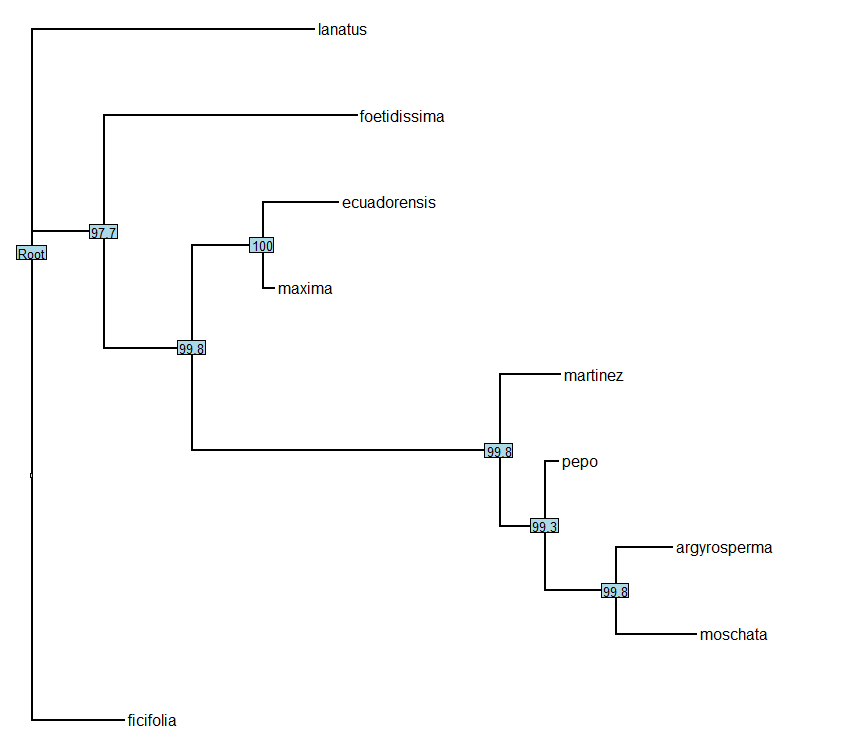 lanatus
foetidissima
ecuadorensis
97.7
100
Root
maxima
99.8
martinez
99.8
pepo
99.3
argyrosperma
99.8
moschata
ficifolia